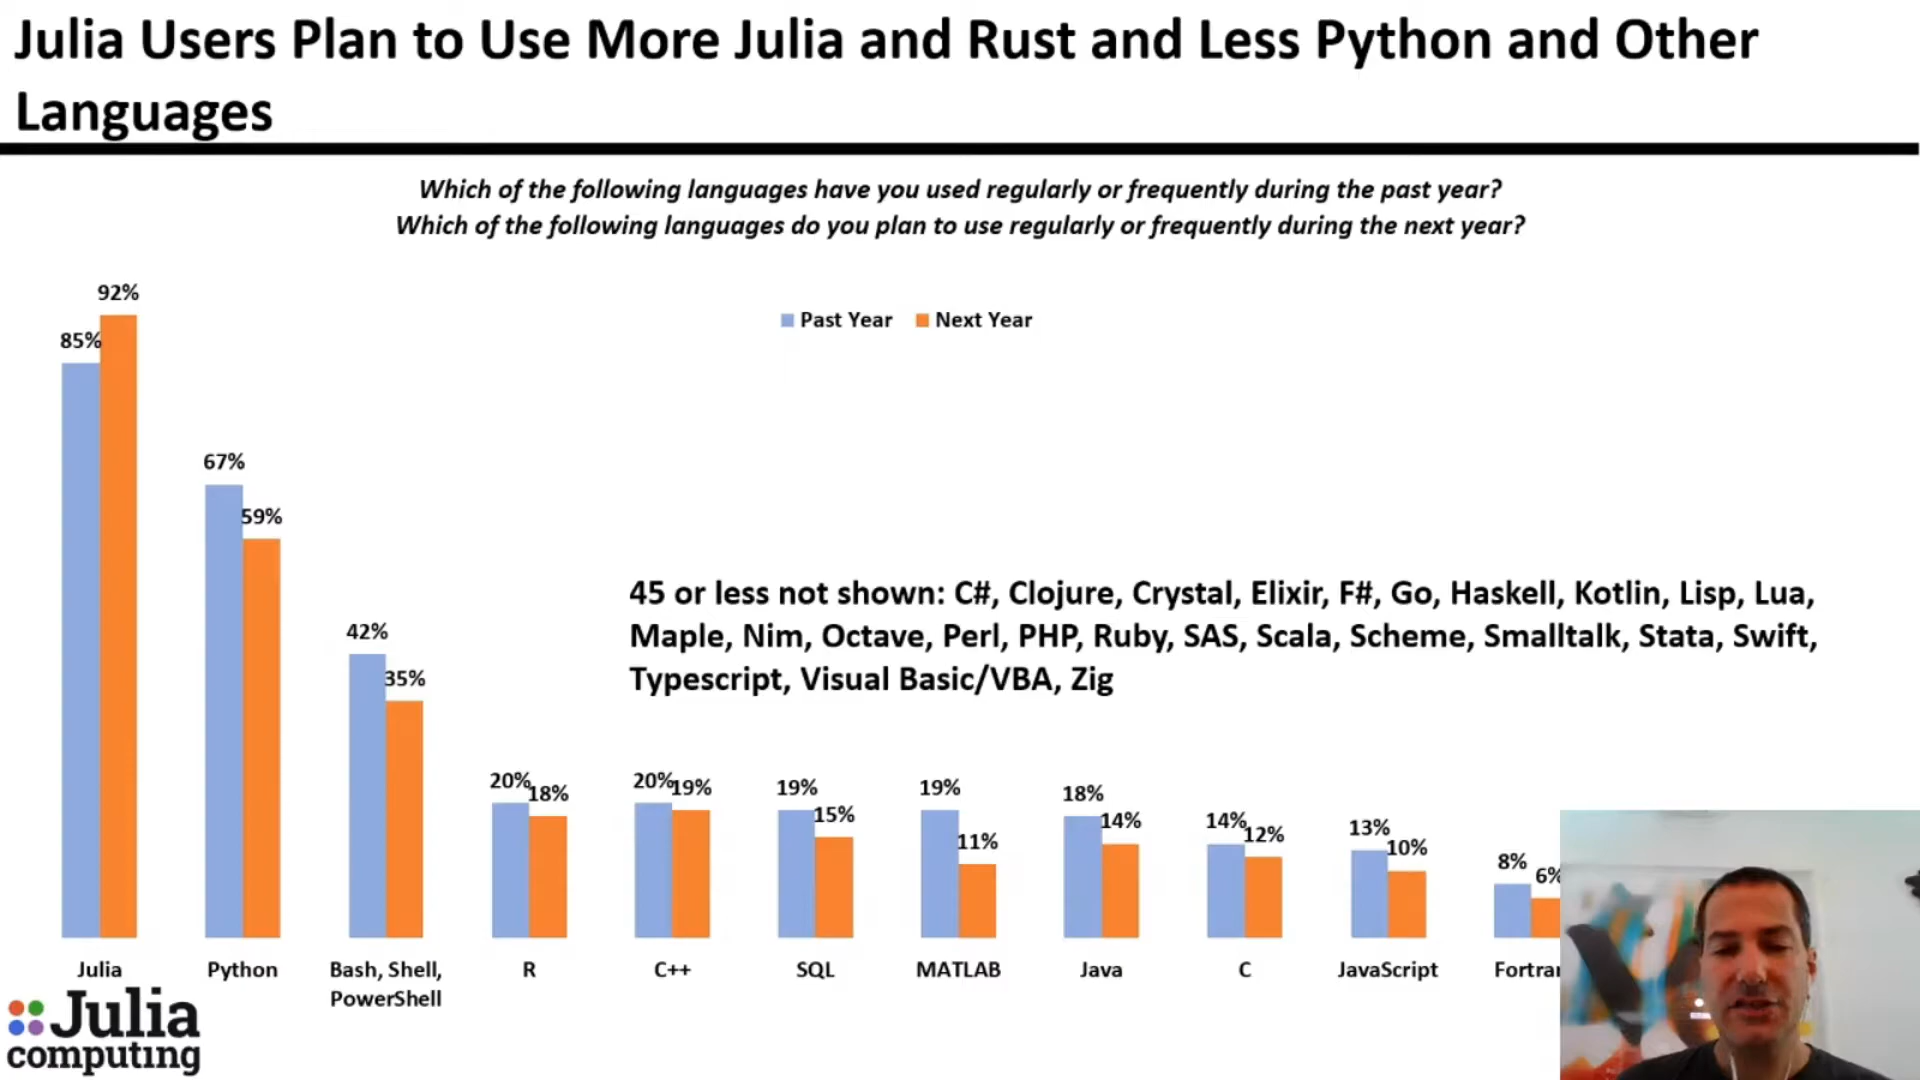 Julia Users Plan to Use More Julia and Rust and Less Python and Other
Languages
Which of the following languages have you used regularly or frequently during the past year?
Which of the following languages do you plan to use regularly or frequently during the next year?
Past Year Next Year
92%
85%
67%
59%
42%
35%
45 or less not shown: C#, Clojure, Crystal, Elixir, F#, Go, Haskell, Kotlin, Lisp, Lua,
Maple, Nim, Octave, Perl, PHP, Ruby, SAS, Scala, Scheme, Smalltalk, Stata, Swift,
Typescript, Visual Basic/VBA, Zig
20% 18% 20% 19% 19% 15% 19% 11% 18% 14% 14% 12% 13% 10% 8% 6%
Julia Python Bash, Shell, R C++ SQL MATLAB Java C JavaScript Fortran
PowerShell
Julia
computing